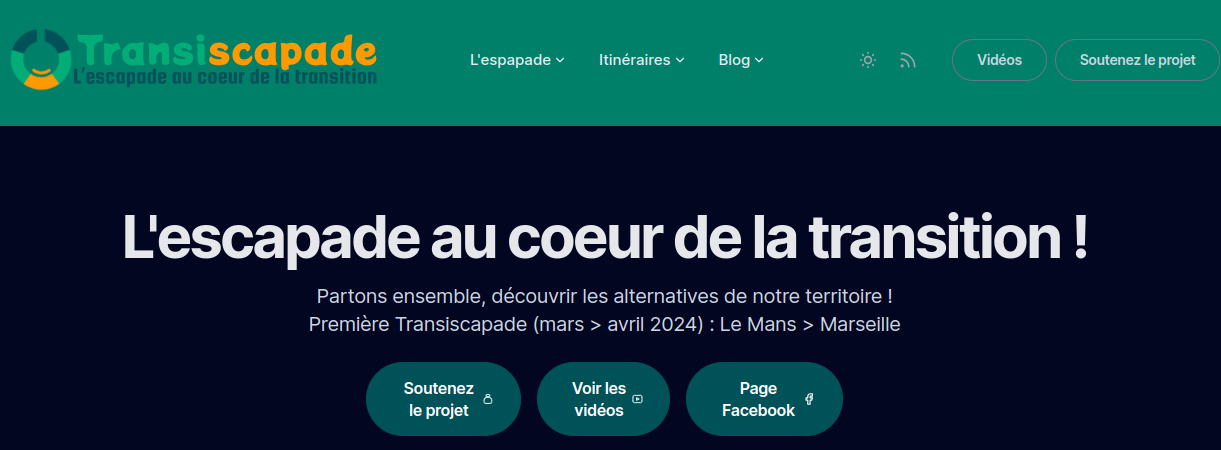 Transiscapade
L'escapade au coeur de la transition
L'espapade
Itinéraires
Blog
Vidéos
Soutenez le projet
L'escapade au coeur de la transition !
Partons ensemble, découvrir les alternatives de notre territoire !
Première Transiscapade (mars > avril 2024) : Le Mans > Marseille
Soutenez
le projet
Voir les
vidéos
Page
Facebook